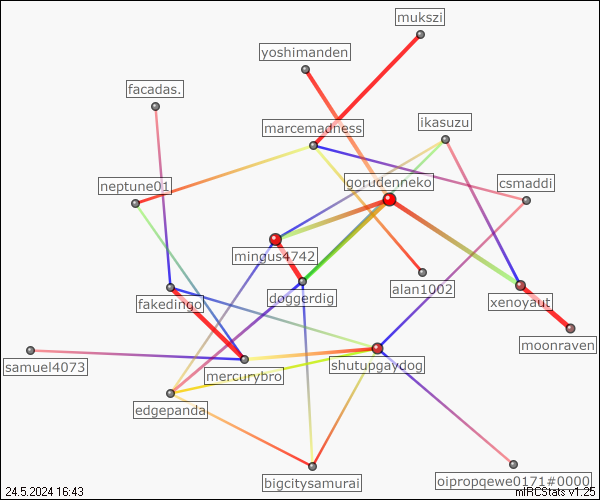 mukszi
yoshimanden
facadas.
marcemadness
ikasuzu
neptune01
gorudenneko
csmaddi
mingus4742
fakedingo
doggerdig
alan1002
xenoyaut
moonraven
samuel4073
mercurybro
shutupgaydog
edgepanda
bigcitysamurai
oipropqewe0171#0000
24.5.2024 16:43
mIRCStats v1.25